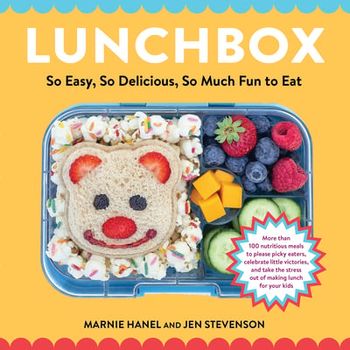 LUNCHBOX
So Easy, So Delicious, So Much Fun to Eat
More than
100 nutritious meals
to please picky eaters,
celebrate little victories,
and take the stress
out of making lunch
for your kids
MARNIE HANEL AND JEN STEVENSON